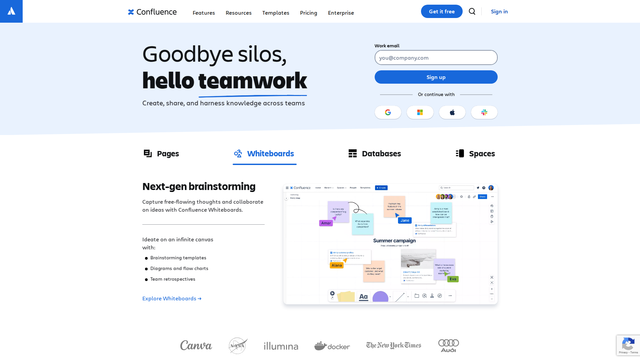 Confluence
Features
Resources
Templates
Pricing
Enterprise
Get it free
Sign in
Goodbye silos,
hello teamwork
Create, share, and harness knowledge across teams
Work email
you@company.com
Sign up
Or continue with
Pages
Whiteboards
Databases
Spaces
Next-gen brainstorming
Capture free-flowing thoughts and collaborate
on ideas with Confluence Whiteboards.
Ideate on an infinite canvas
with:
Brainstorming templates
Diagrams and flow charts
Team retrospectives
Explore Whiteboards →
Confluence
Summer campaign
Aa
Canva
NASA
illumina
docker
The New York Times
Audi